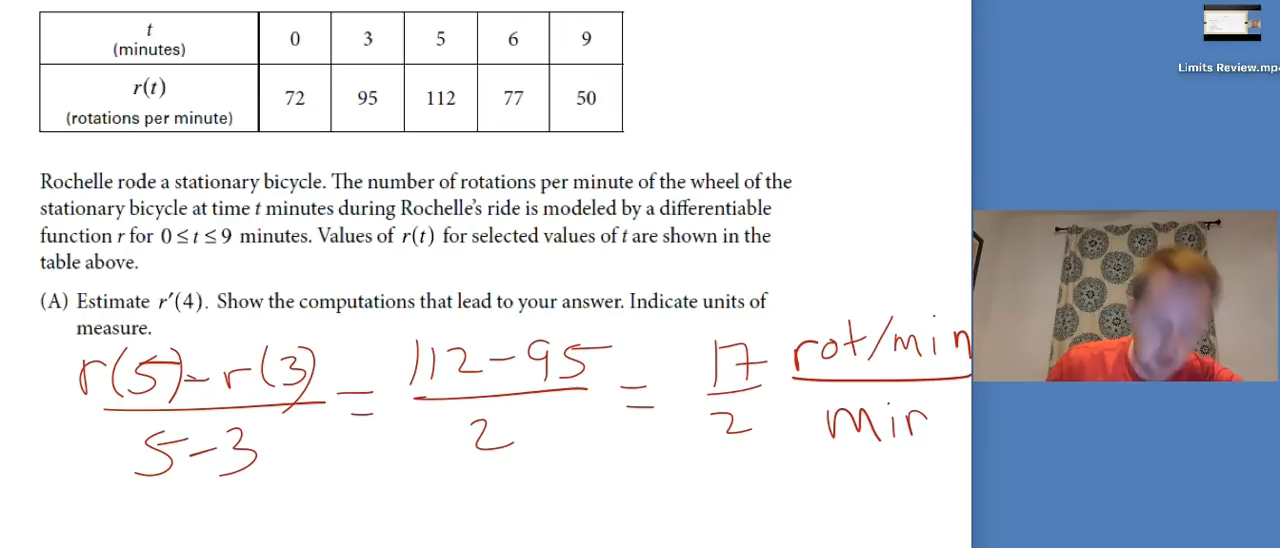 t (minutes) 0 3 5 6 9
r(t) (rotations per minute) 72 95 112 77 50
Rochelle rode a stationary bicycle. The number of rotations per minute of the wheel of the
stationary bicycle at time t minutes during Rochelle's ride is modeled by a differentiable
function r for 0 ≤ t ≤ 9 minutes. Values of r(t) for selected values of t are shown in the
table above.
(A) Estimate r′(4). Show the computations that lead to your answer. Indicate units of
measure.
r(5) - r(3) / 5 - 3 = 112 - 95 / 2 = 17 / 2 rot/min / min
Limits Review.mp4